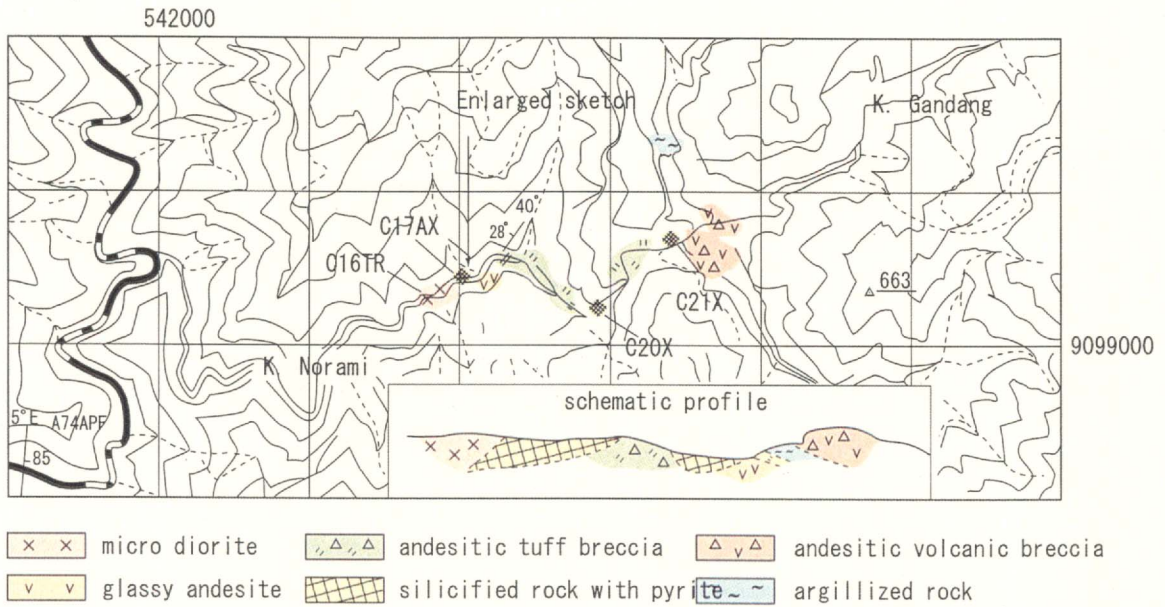 542000
Enlarged sketch
K. Gandang
40°
C17AX
28°
C16TR
663
C21X
C20X
9099000
K. Norami
schematic profile
5°E A74APF
85
micro diorite
andesitic tuff breccia
andesitic volcanic breccia
glassy andesite
silicified rock with pyrite
argillized rock